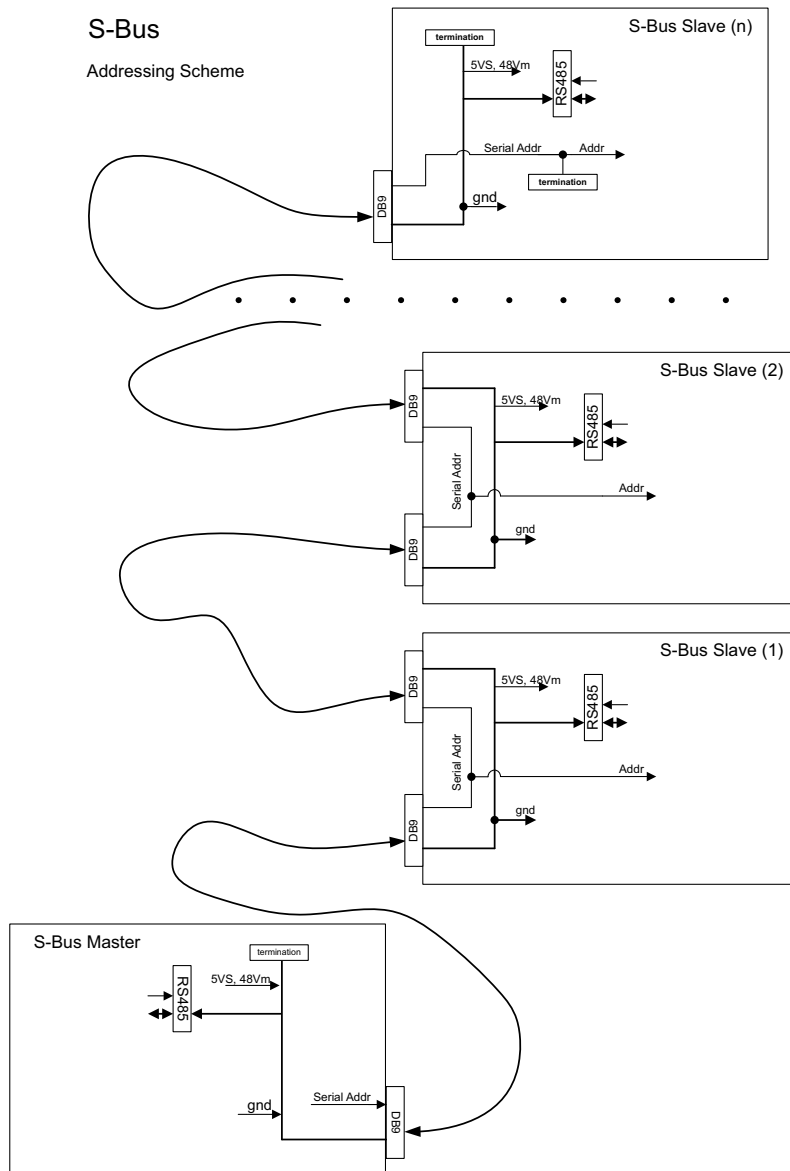 S-Bus
Addressing Scheme
S-Bus Slave (n)
termination
5VS, 48Vm
RS485
Serial Addr
Addr
termination
DB9
gnd
S-Bus Slave (2)
DB9
5VS, 48Vm
RS485
Serial Addr
Addr
DB9
gnd
S-Bus Slave (1)
DB9
5VS, 48Vm
RS485
Serial Addr
Addr
DB9
gnd
S-Bus Master
termination
5VS, 48Vm
RS485
Serial Addr
gnd
DB9